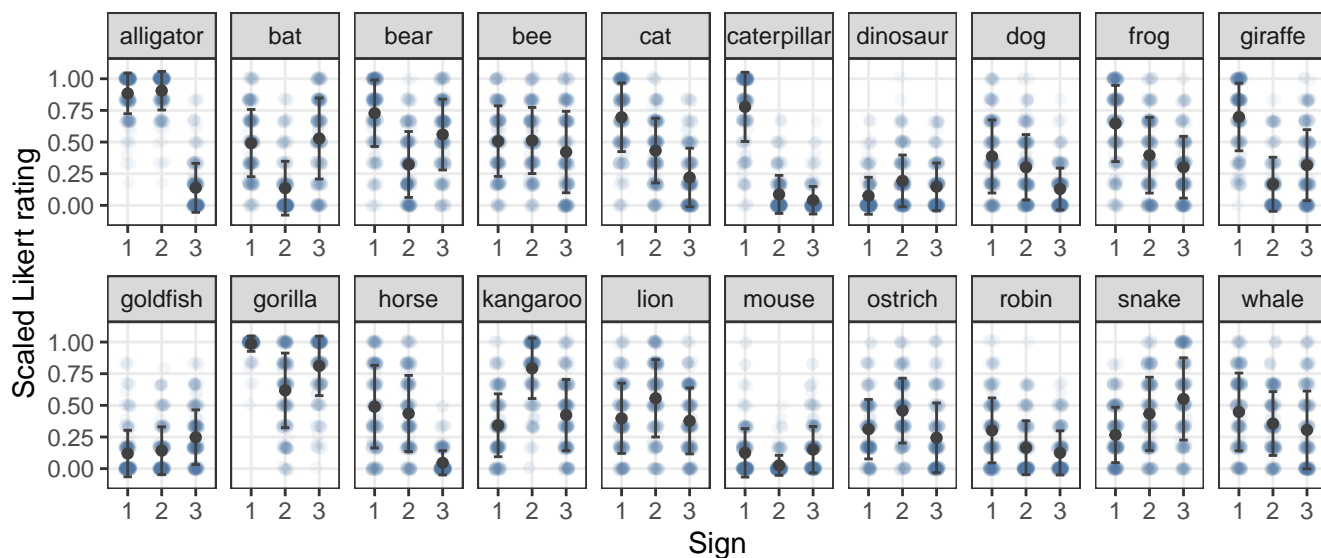 alligator bat bear bee cat caterpillar dinosaur dog frog giraffe
1.00
0.75
0.50
0.25
0.00
1 2 3 1 2 3 1 2 3 1 2 3 1 2 3 1 2 3 1 2 3 1 2 3 1 2 3 1 2 3
goldfish gorilla horse kangaroo lion mouse ostrich robin snake whale
1.00
0.75
0.50
0.25
0.00
1 2 3 1 2 3 1 2 3 1 2 3 1 2 3 1 2 3 1 2 3 1 2 3 1 2 3 1 2 3
Scaled Likert rating
Sign